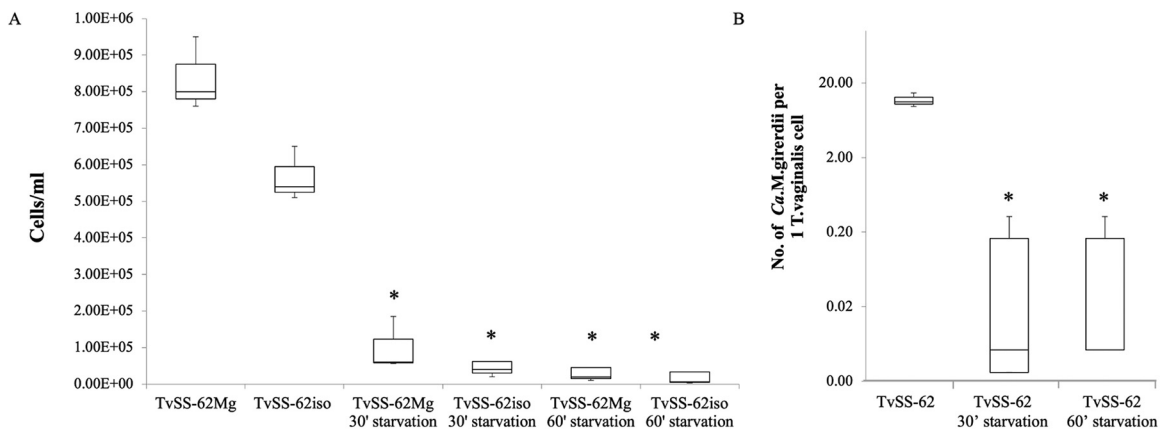 A
Cells/ml
1.00E+06
9.00E+05
8.00E+05
7.00E+05
6.00E+05
5.00E+05
4.00E+05
3.00E+05
2.00E+05
1.00E+05
0.00E+00
*
*
*
*
TvSS-62Mg
TvSS-62iso
TvSS-62Mg
30' starvation
TvSS-62iso
30' starvation
TvSS-62Mg
60' starvation
TvSS-62iso
60' starvation
B
No. of Ca.M.girerdii per
1 T.vaginalis cell
20.00
2.00
0.20
0.02
0.00
*
*
TvSS-62
TvSS-62
30’ starvation
TvSS-62
60’ starvation